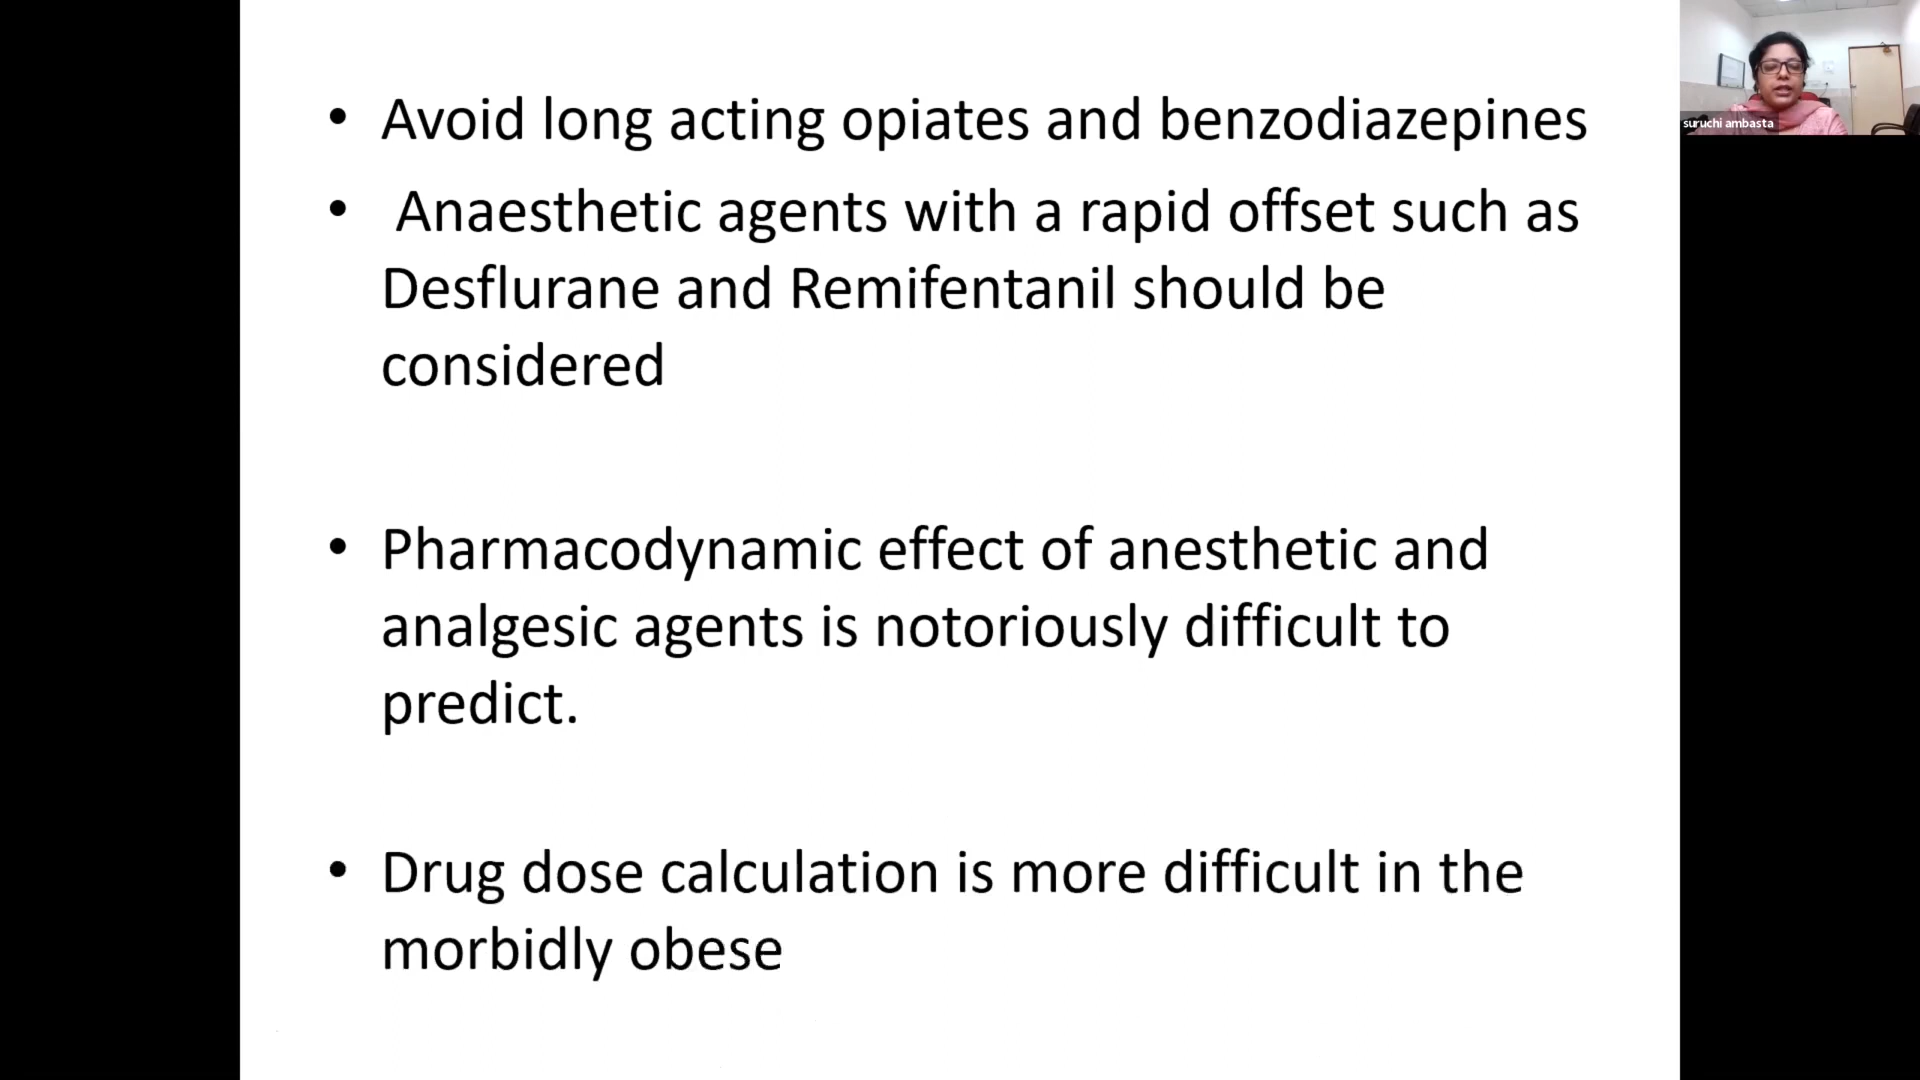 • Avoid long acting opiates and benzodiazepines
• Anaesthetic agents with a rapid offset such as
Desflurane and Remifentanil should be
considered
• Pharmacodynamic effect of anesthetic and
analgesic agents is notoriously difficult to
predict.
• Drug dose calculation is more difficult in the
morbidly obese
suruchi ambasta